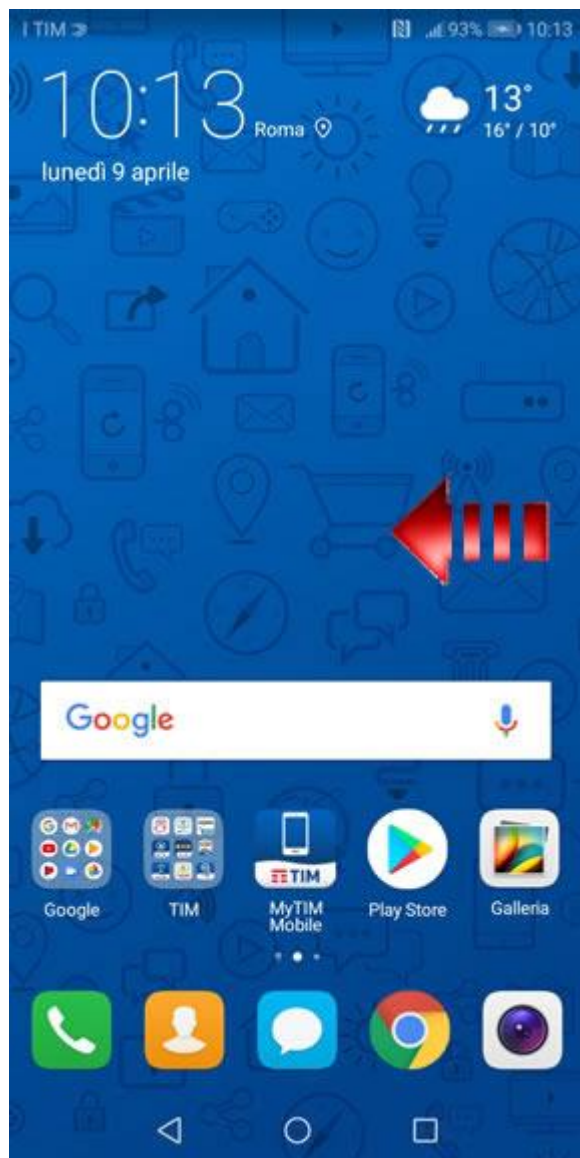 TIM
93%
10:13
10:13
Roma
13°
16° / 10°
lunedì 9 aprile
Google
TIM
Google
TIM
MyTIM
Mobile
Play Store
Galleria